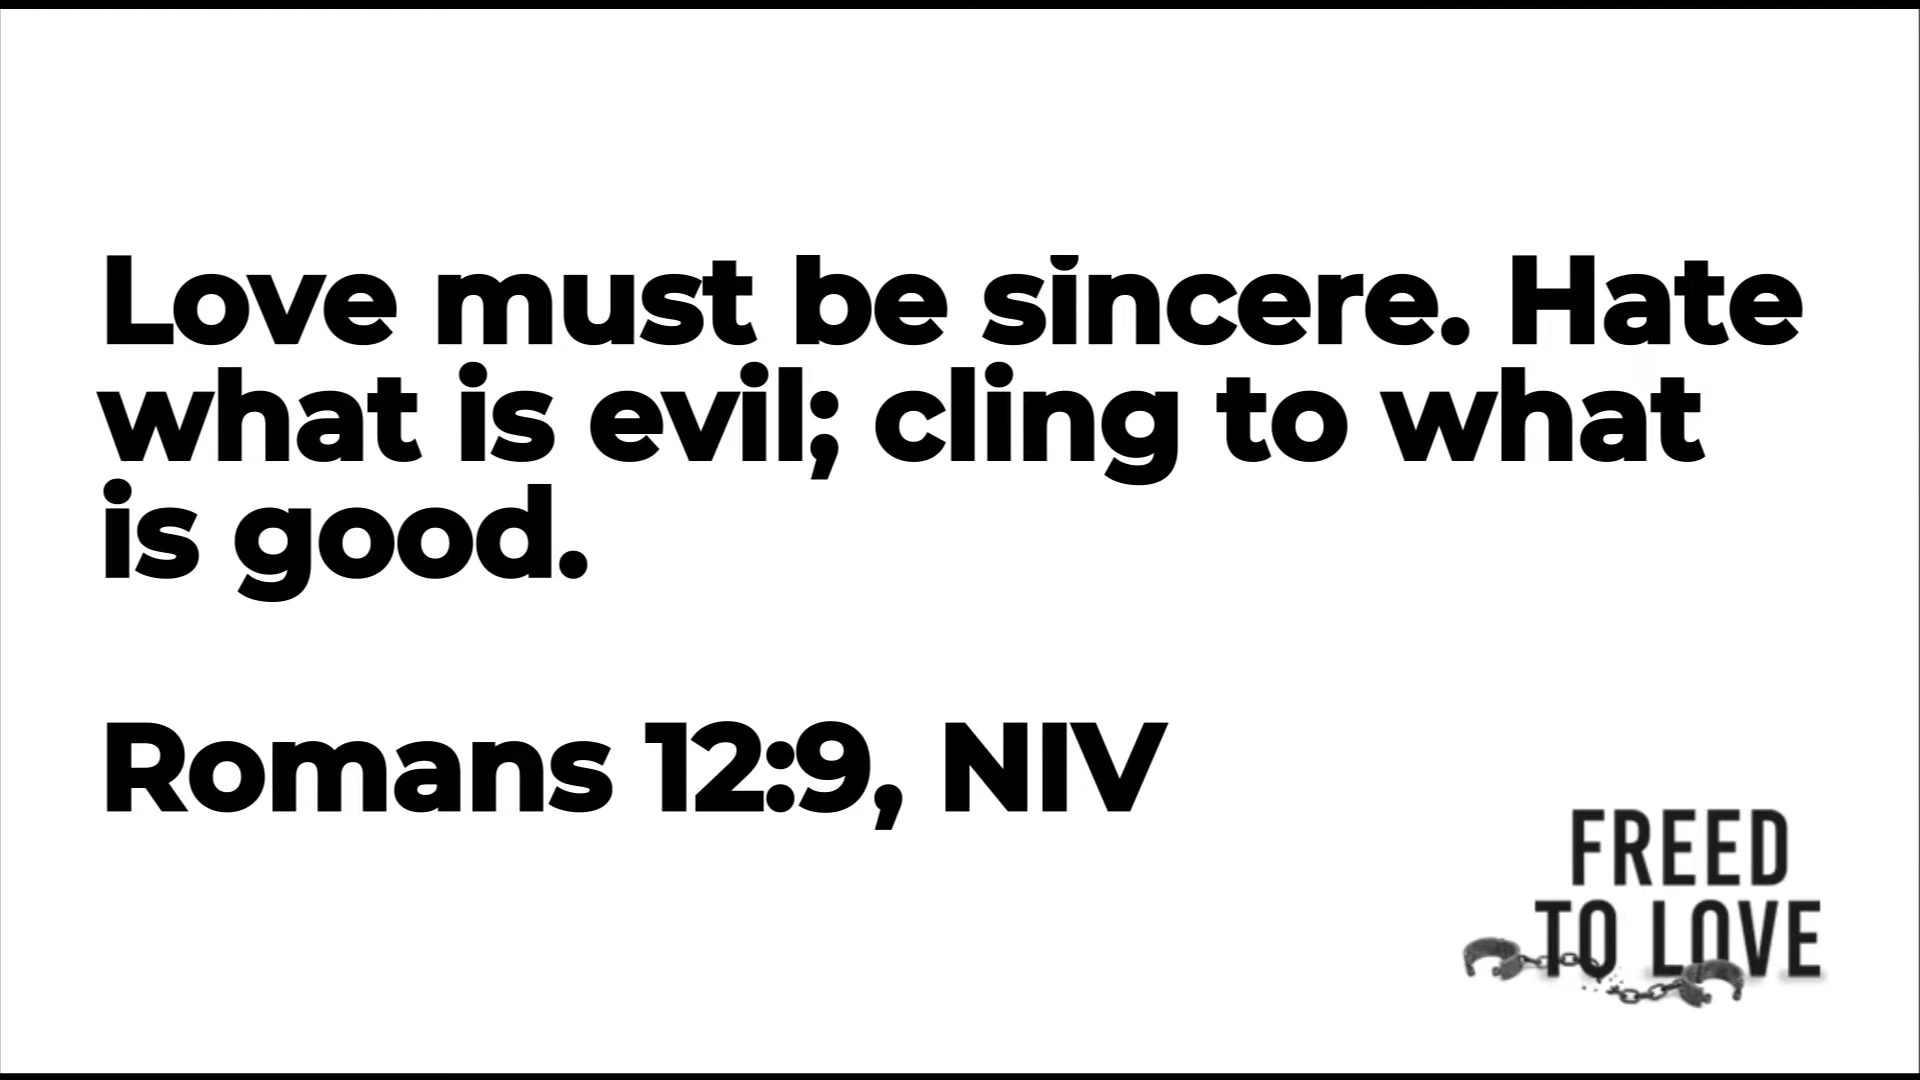 Love must be sincere. Hate
what is evil; cling to what
is good.
Romans 12:9, NIV
FREED
TO LOVE